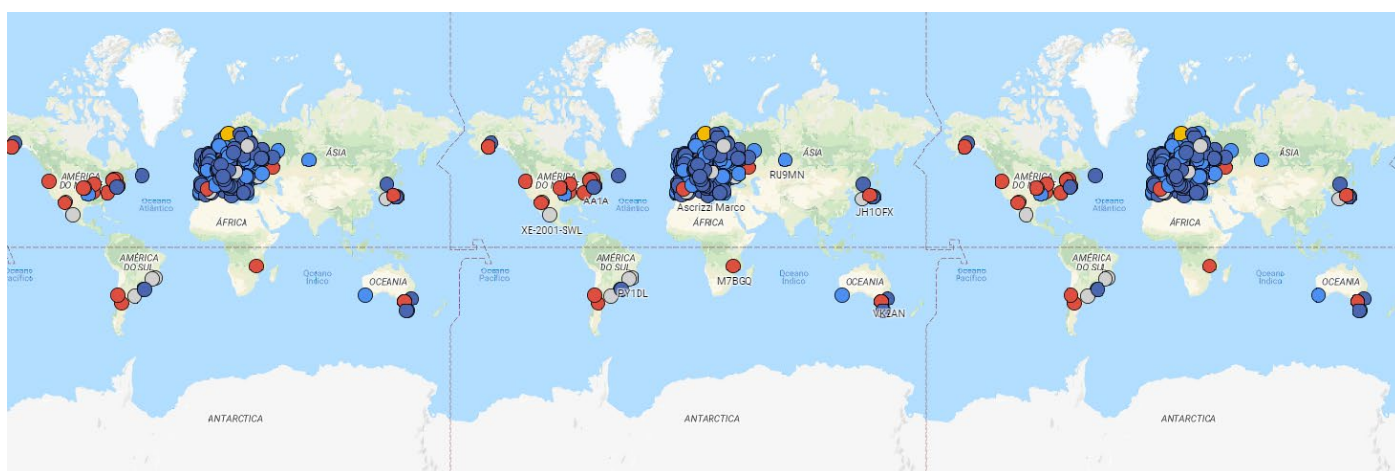 ÁSIA
ÁSIA
ÁSIA
RU9MN
AMÉRICA
Oceano
Atlântico
AA1A
Oceano
Atlântico
Ascrizzi Marco
JH1OFX
Oceano
Atlântico
ÁFRICA
XE-2001-SWL
ÁFRICA
ÁFRICA
AMÉRICA
DO SUL
AMÉRICA
DO SUL
AMÉRICA
DO SUL
Oceano
Pacífico
Oceano
Índico
OCEANIA
Oceano
Pacífico
M7BGQ
Oceano
Índico
OCEANIA
Oceano
Pacífico
Oceano
Índico
OCEANIA
ANTARCTICA
ANTARCTICA
ANTARCTICA